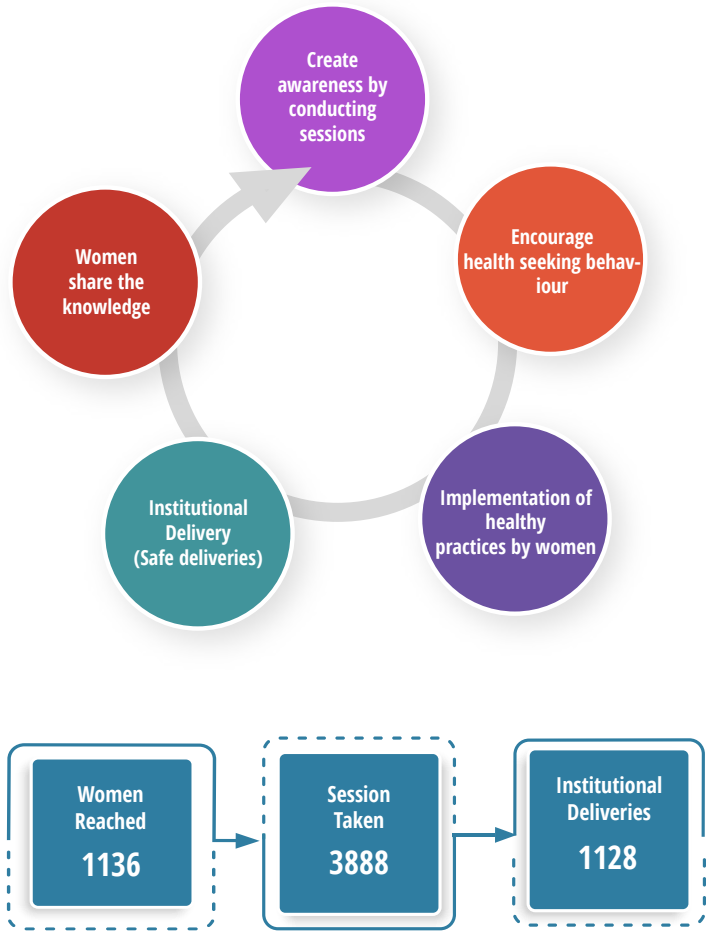 Create
awareness by
conducting
sessions
Encourage
health seeking behav-
iour
Implementation of
healthy
practices by women
Institutional
Delivery
(Safe deliveries)
Women
share the
knowledge
Women
Reached
1136
Session
Taken
3888
Institutional
Deliveries
1128